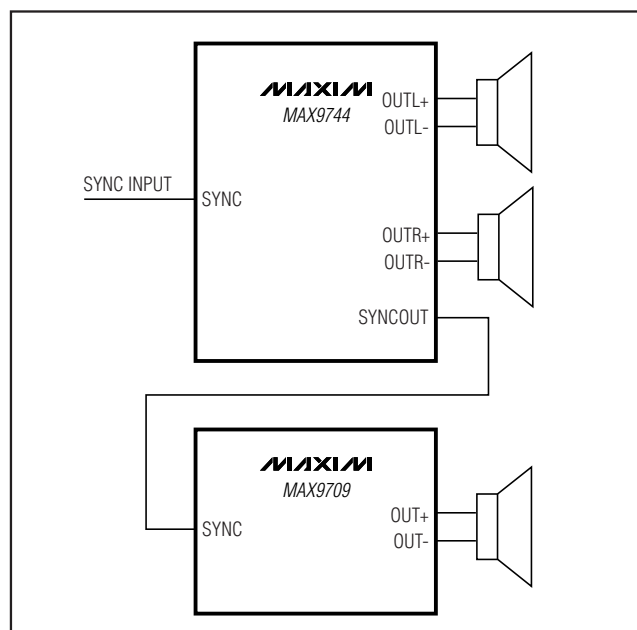 MAXIM
MAX9744
OUTL+
OUTL-
SYNC INPUT
SYNC
OUTR+
OUTR-
SYNCOUT
MAXIM
MAX9709
OUT+
SYNC
OUT-